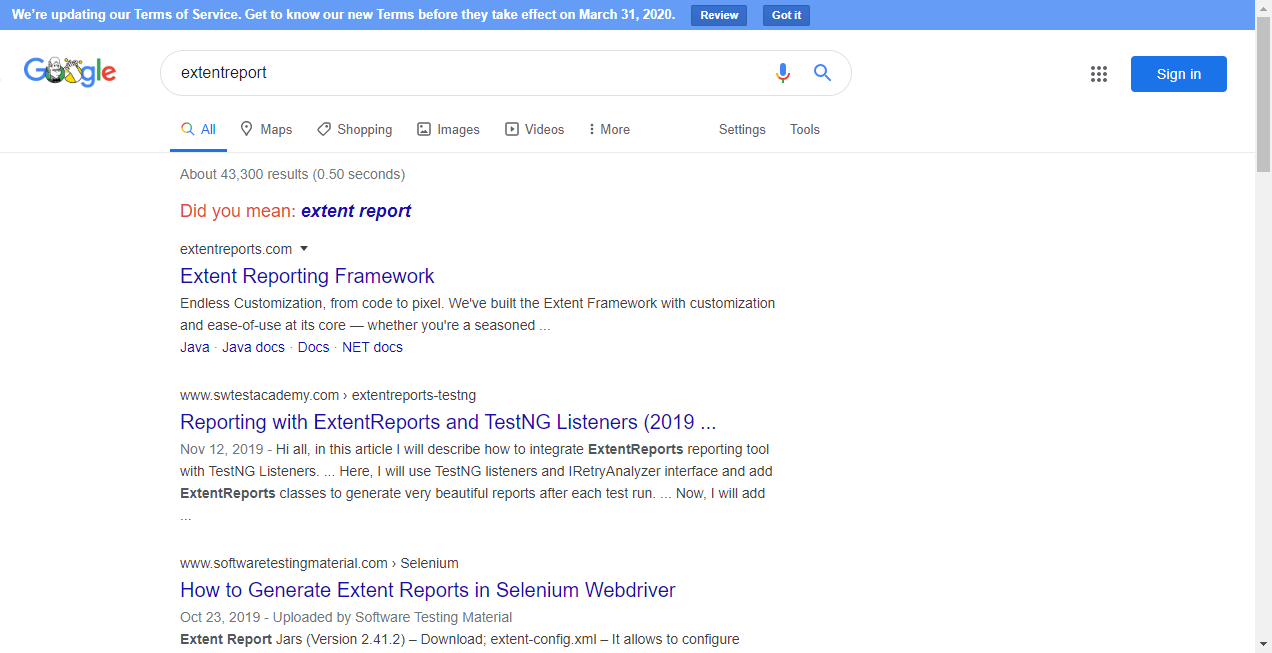 We're updating our Terms of Service. Get to know our new Terms before they take effect on March 31, 2020. Review Got it
Google
extentreport
Sign in
All Maps Shopping Images Videos More Settings Tools
About 43,300 results (0.50 seconds)
Did you mean: extent report
extentreports.com
Extent Reporting Framework
Endless Customization, from code to pixel. We've built the Extent Framework with customization
and ease-of-use at its core — whether you're a seasoned ...
Java · Java docs · Docs · NET docs
www.swtestacademy.com › extentreports-testng
Reporting with ExtentReports and TestNG Listeners (2019 ...
Nov 12, 2019 - Hi all, in this article I will describe how to integrate ExtentReports reporting tool
with TestNG Listeners. ... Here, I will use TestNG listeners and IRetryAnalyzer interface and add
ExtentReports classes to generate very beautiful reports after each test run. ... Now, I will add
...
www.softwaretestingmaterial.com › Selenium
How to Generate Extent Reports in Selenium Webdriver
Oct 23, 2019 - Uploaded by Software Testing Material
Extent Report Jars (Version 2.41.2) – Download; extent-config.xml – It allows to configure